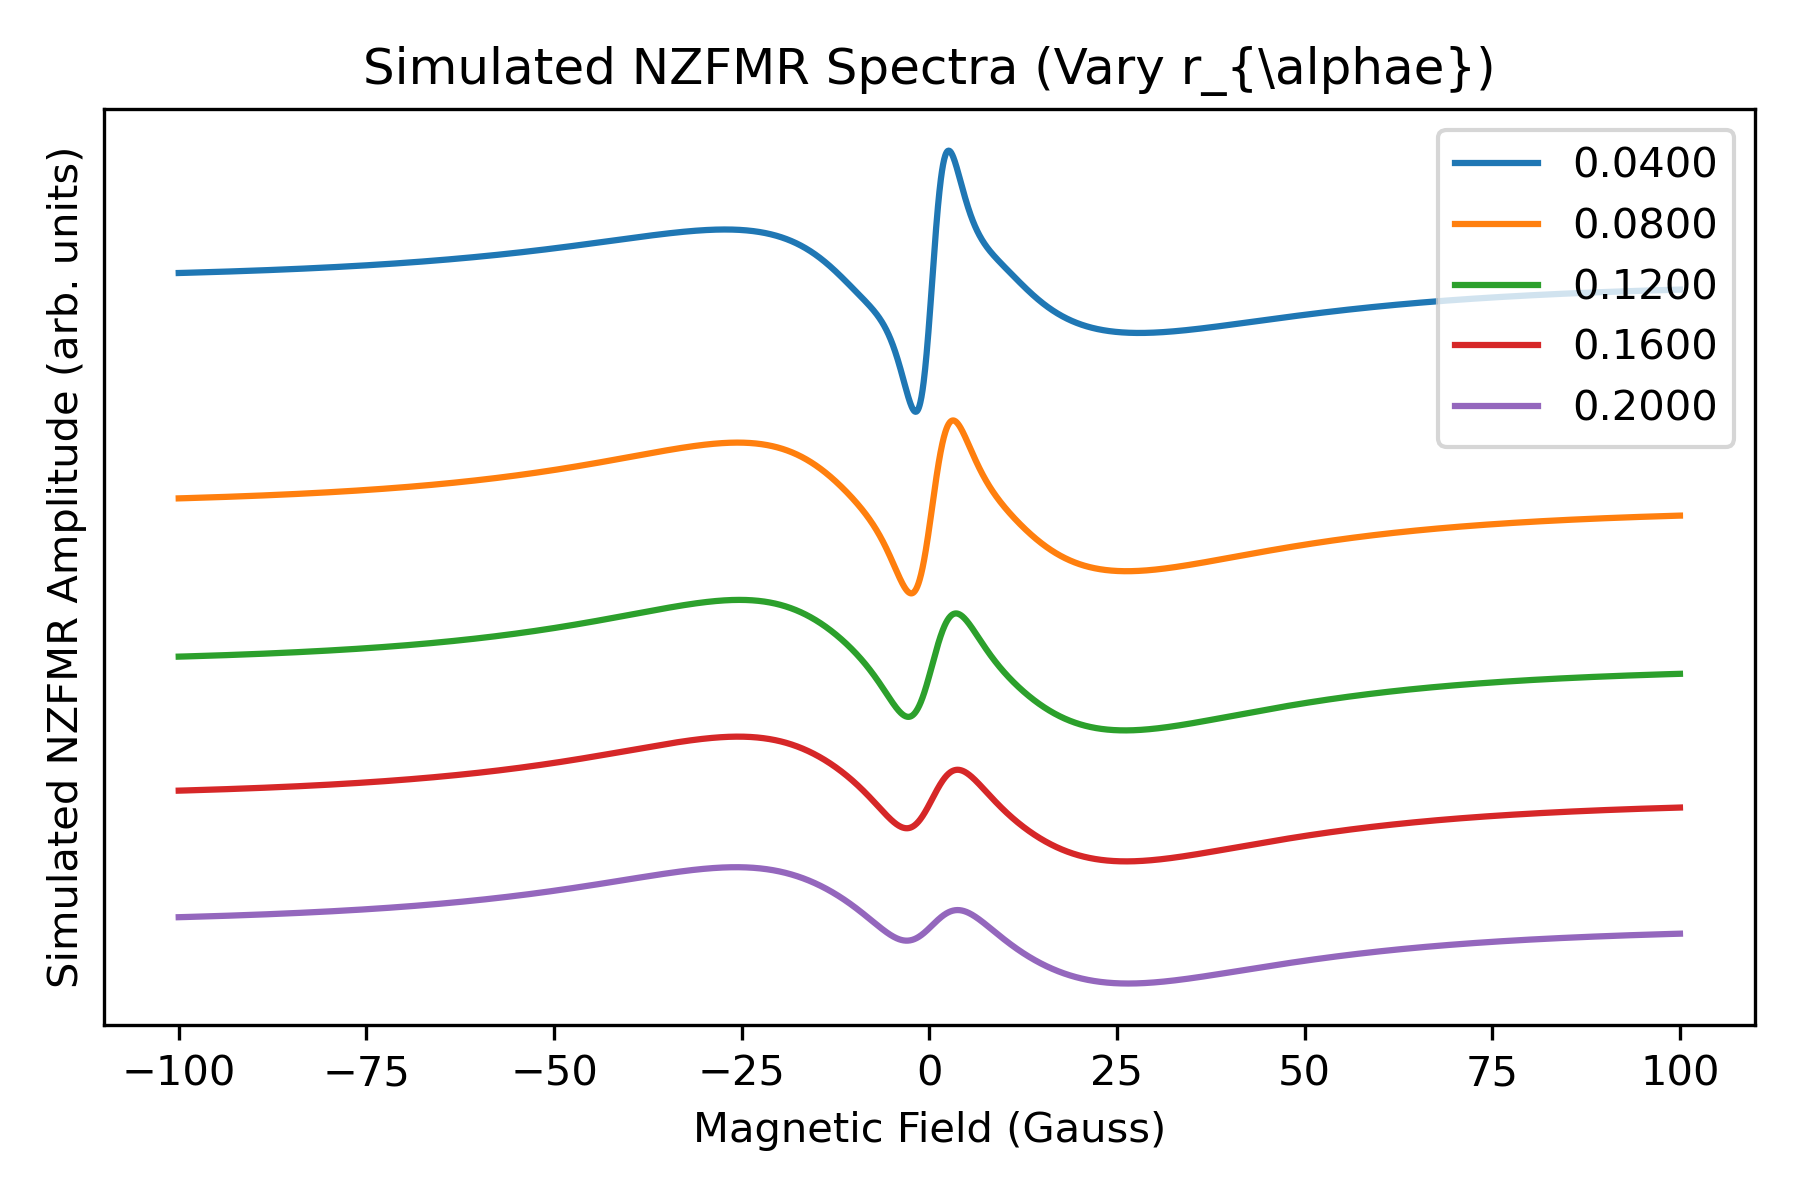 Simulated NZFMR Spectra (Vary r_{\alphae})
Simulated NZFMR Amplitude (arb. units)
0.0400
0.0800
0.1200
0.1600
0.2000
−100 −75 −50 −25 0 25 50 75 100
Magnetic Field (Gauss)